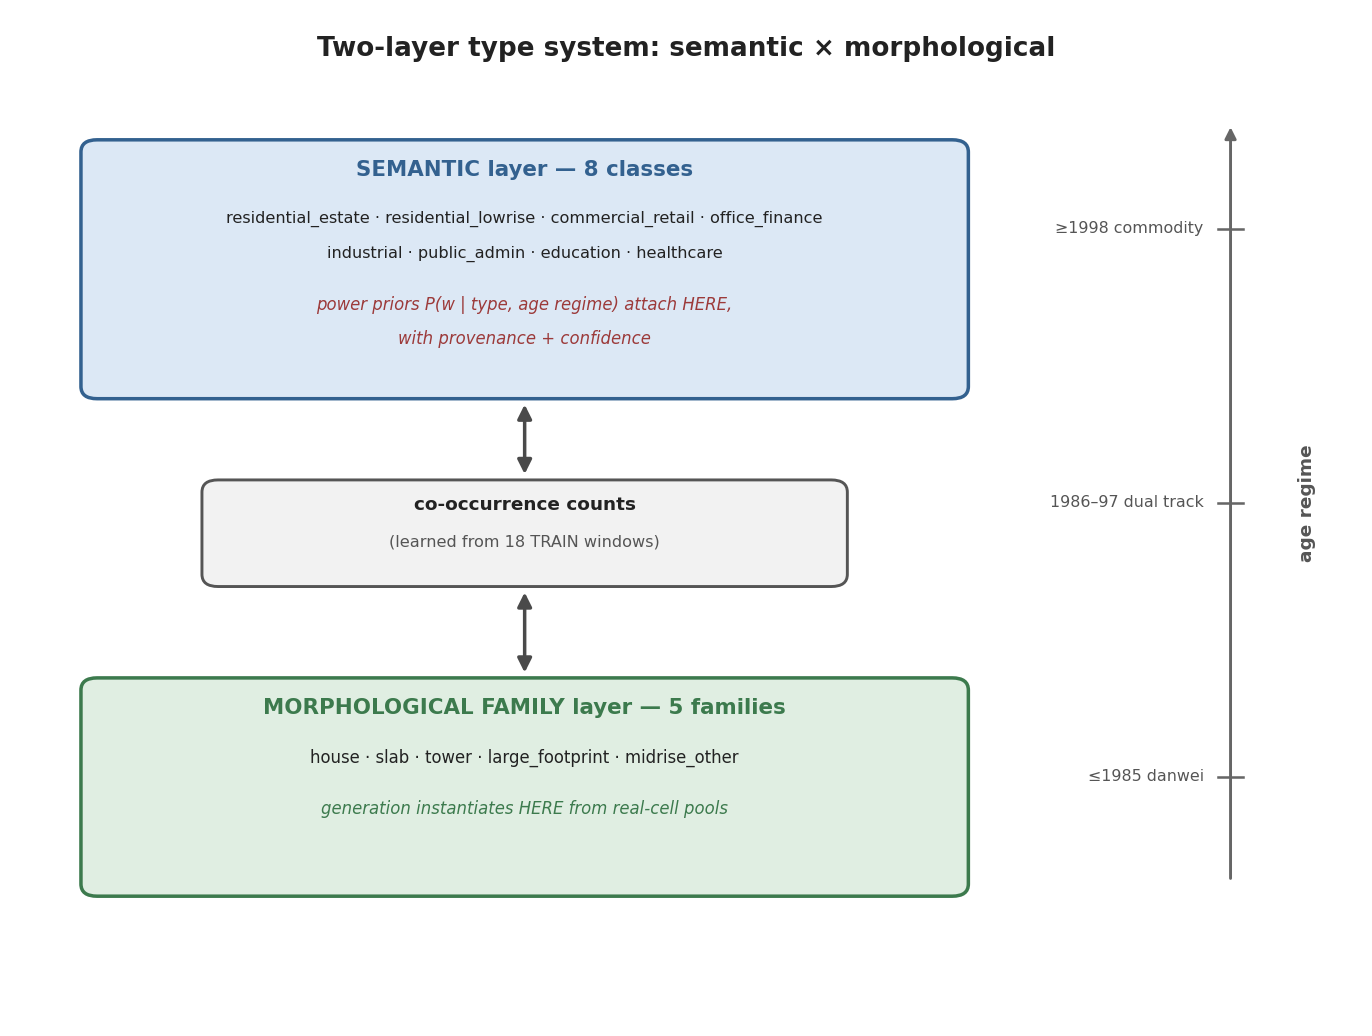 Two-layer type system: semantic × morphological
SEMANTIC layer — 8 classes
residential_estate · residential_lowrise · commercial_retail · office_finance
industrial · public_admin · education · healthcare
power priors P(w | type, age regime) attach HERE,
with provenance + confidence
co-occurrence counts
(learned from 18 TRAIN windows)
MORPHOLOGICAL FAMILY layer — 5 families
house · slab · tower · large_footprint · midrise_other
generation instantiates HERE from real-cell pools
≥1998 commodity
1986–97 dual track
≤1985 danwei
age regime